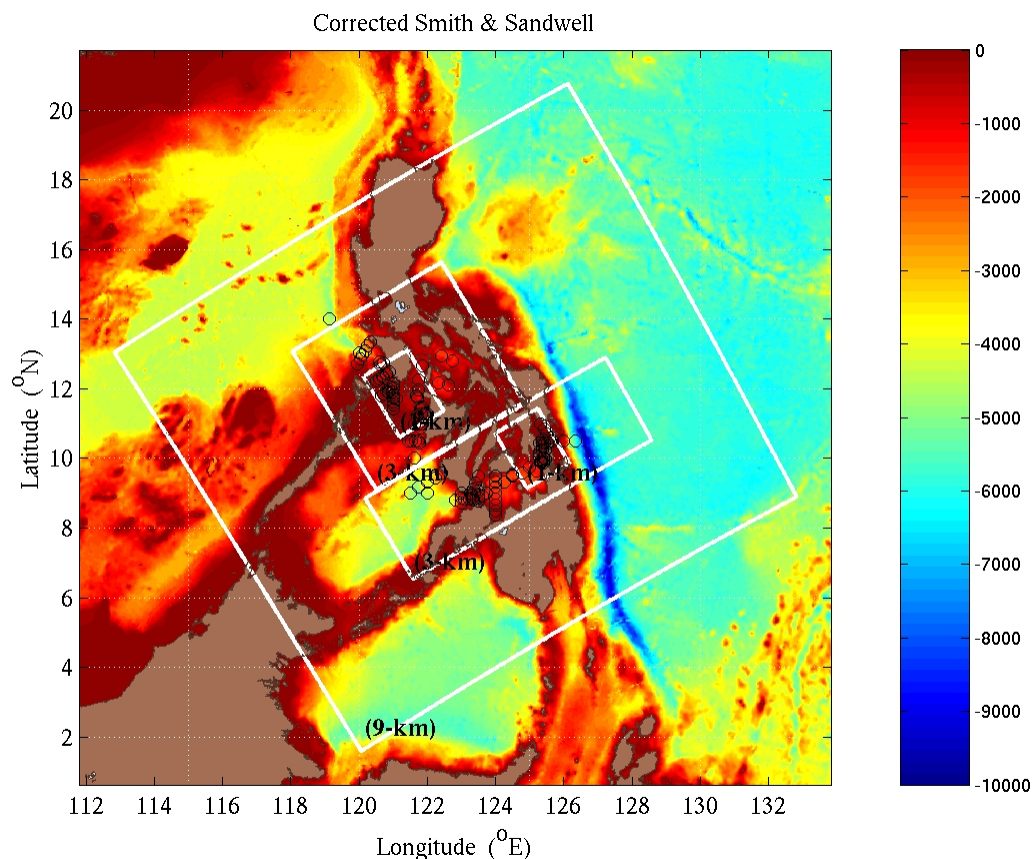 Corrected Smith & Sandwell
20
18
16
14
12
10
8
6
4
2
Latitude (°N)
(1-km)
(3-km)
(1-km)
(3-km)
(9-km)
112 114 116 118 120 122 124 126 128 130 132
Longitude (°E)
0
-1000
-2000
-3000
-4000
-5000
-6000
-7000
-8000
-9000
-10000